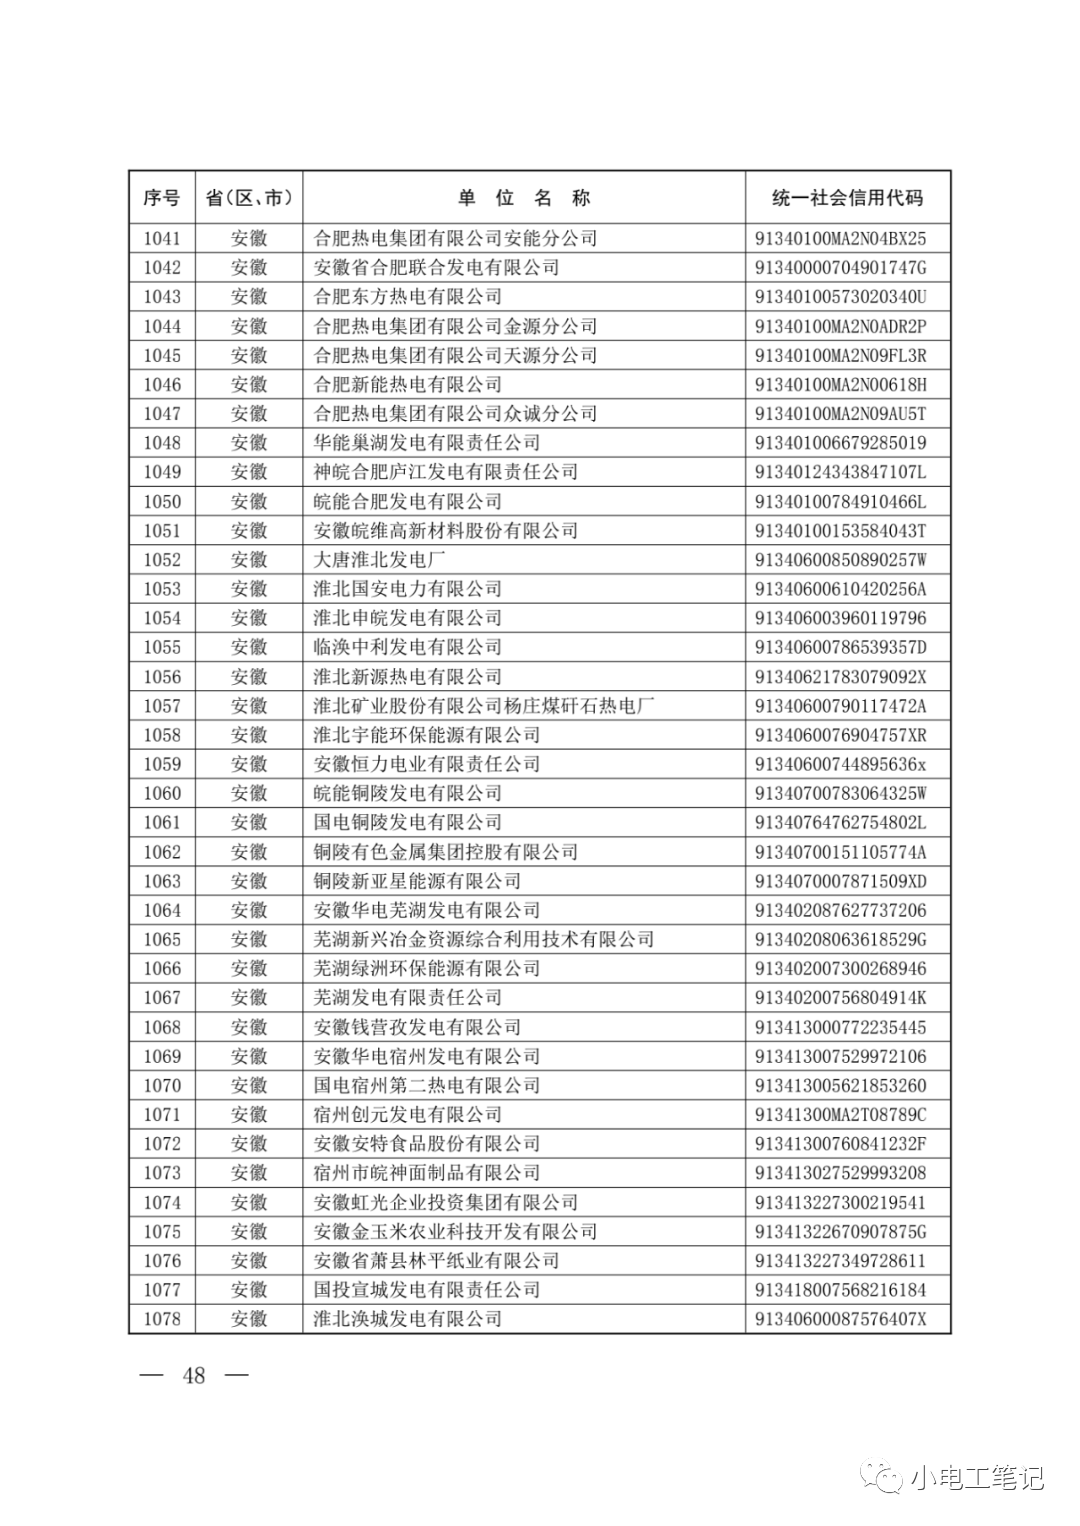 序号 省(区、市) 单 位 名 称 统一社会信用代码
1041 安徽 合肥热电集团有限公司安能分公司 91340100MA2N04BX25
1042 安徽 安徽省合肥联合发电有限公司 91340000704901747G
1043 安徽 合肥东方热电有限公司 91340100573020340U
1044 安徽 合肥热电集团有限公司金源分公司 91340100MA2N0ADR2P
1045 安徽 合肥热电集团有限公司天源分公司 91340100MA2N09FL3R
1046 安徽 合肥新能热电有限公司 91340100MA2N00618H
1047 安徽 合肥热电集团有限公司众诚分公司 91340100MA2N09AU5T
1048 安徽 华能巢湖发电有限责任公司 913401006679285019
1049 安徽 神皖合肥庐江发电有限责任公司 91340124343847107L
1050 安徽 皖能合肥发电有限公司 91340100784910466L
1051 安徽 安徽皖维高新材料股份有限公司 91340100153584043T
1052 安徽 大唐淮北发电厂 91340600850890257W
1053 安徽 淮北国安电力有限公司 91340600610420256A
1054 安徽 淮北申皖发电有限公司 913406003960119796
1055 安徽 临涣中利发电有限公司 91340600786539357D
1056 安徽 淮北新源热电有限公司 91340621783079092X
1057 安徽 淮北矿业股份有限公司杨庄煤矸石热电厂 91340600790117472A
1058 安徽 淮北宇能环保能源有限公司 9134060076904757XR
1059 安徽 安徽恒力电业有限责任公司 91340600744895636x
1060 安徽 皖能铜陵发电有限公司 91340700783064325W
1061 安徽 国电铜陵发电有限公司 91340764762754802L
1062 安徽 铜陵有色金属集团控股有限公司 91340700151105774A
1063 安徽 铜陵新亚星能源有限公司 9134070007871509XD
1064 安徽 安徽华电芜湖发电有限公司 913402087627737206
1065 安徽 芜湖新兴冶金资源综合利用技术有限公司 91340208063618529G
1066 安徽 芜湖绿洲环保能源有限公司 913402007300268946
1067 安徽 芜湖发电有限责任公司 91340200756804914K
1068 安徽 安徽钱营孜发电有限公司 913413000772235445
1069 安徽 安徽华电宿州发电有限公司 913413007529972106
1070 安徽 国电宿州第二热电有限公司 913413005621853260
1071 安徽 宿州创元发电有限公司 91341300MA2T08789C
1072 安徽 安徽安特食品股份有限公司 91341300760841232F
1073 安徽 宿州市皖神面制品有限公司 913413027529993208
1074 安徽 安徽虹光企业投资集团有限公司 913413227300219541
1075 安徽 安徽金玉米农业科技开发有限公司 91341322670907875G
1076 安徽 安徽省萧县林平纸业有限公司 913413227349728611
1077 安徽 国投宣城发电有限责任公司 913418007568216184
1078 安徽 淮北涣城发电有限公司 91340600087576407X
— 48 —
小电工笔记